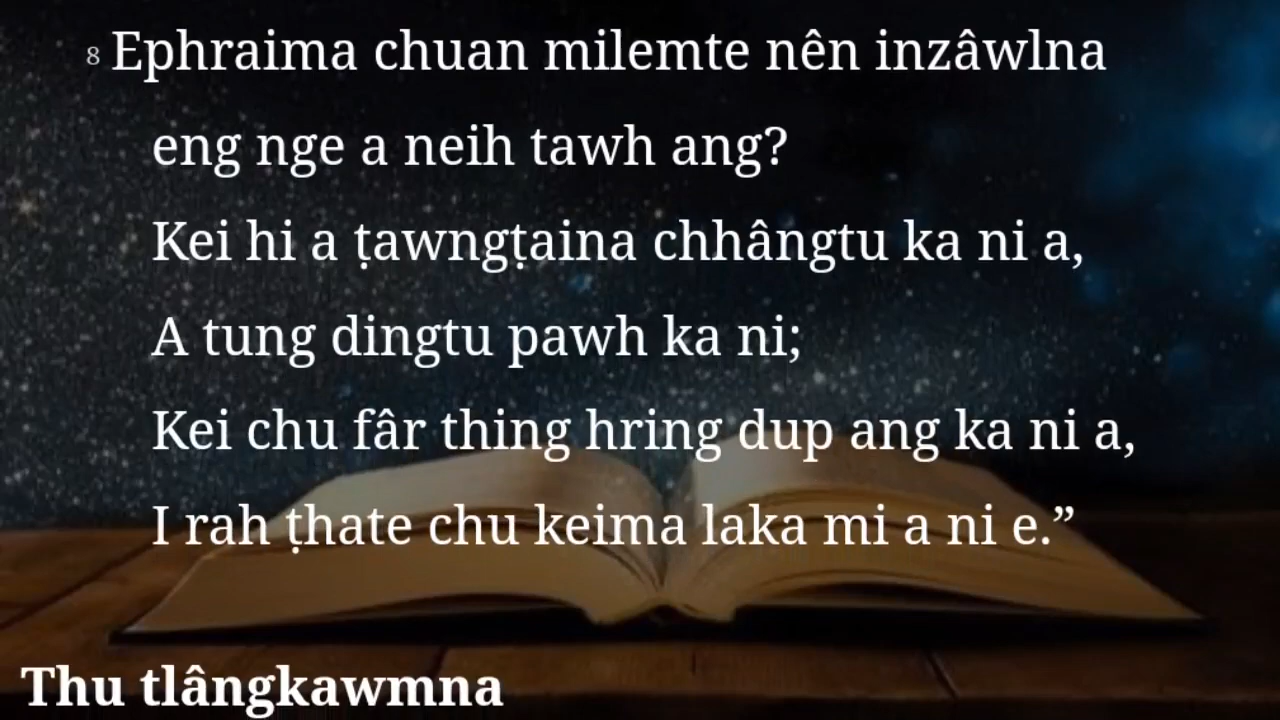 8 Ephraima chuan milemte nên inzâwlna
eng nge a neih tawh ang?
Kei hi a ṭawngṭaina chhângtu ka ni a,
A tung dingtu pawh ka ni;
Kei chu fâr thing hring dup ang ka ni a,
I rah ṭhate chu keima laka mi a ni e.”
Thu tlângkawmna